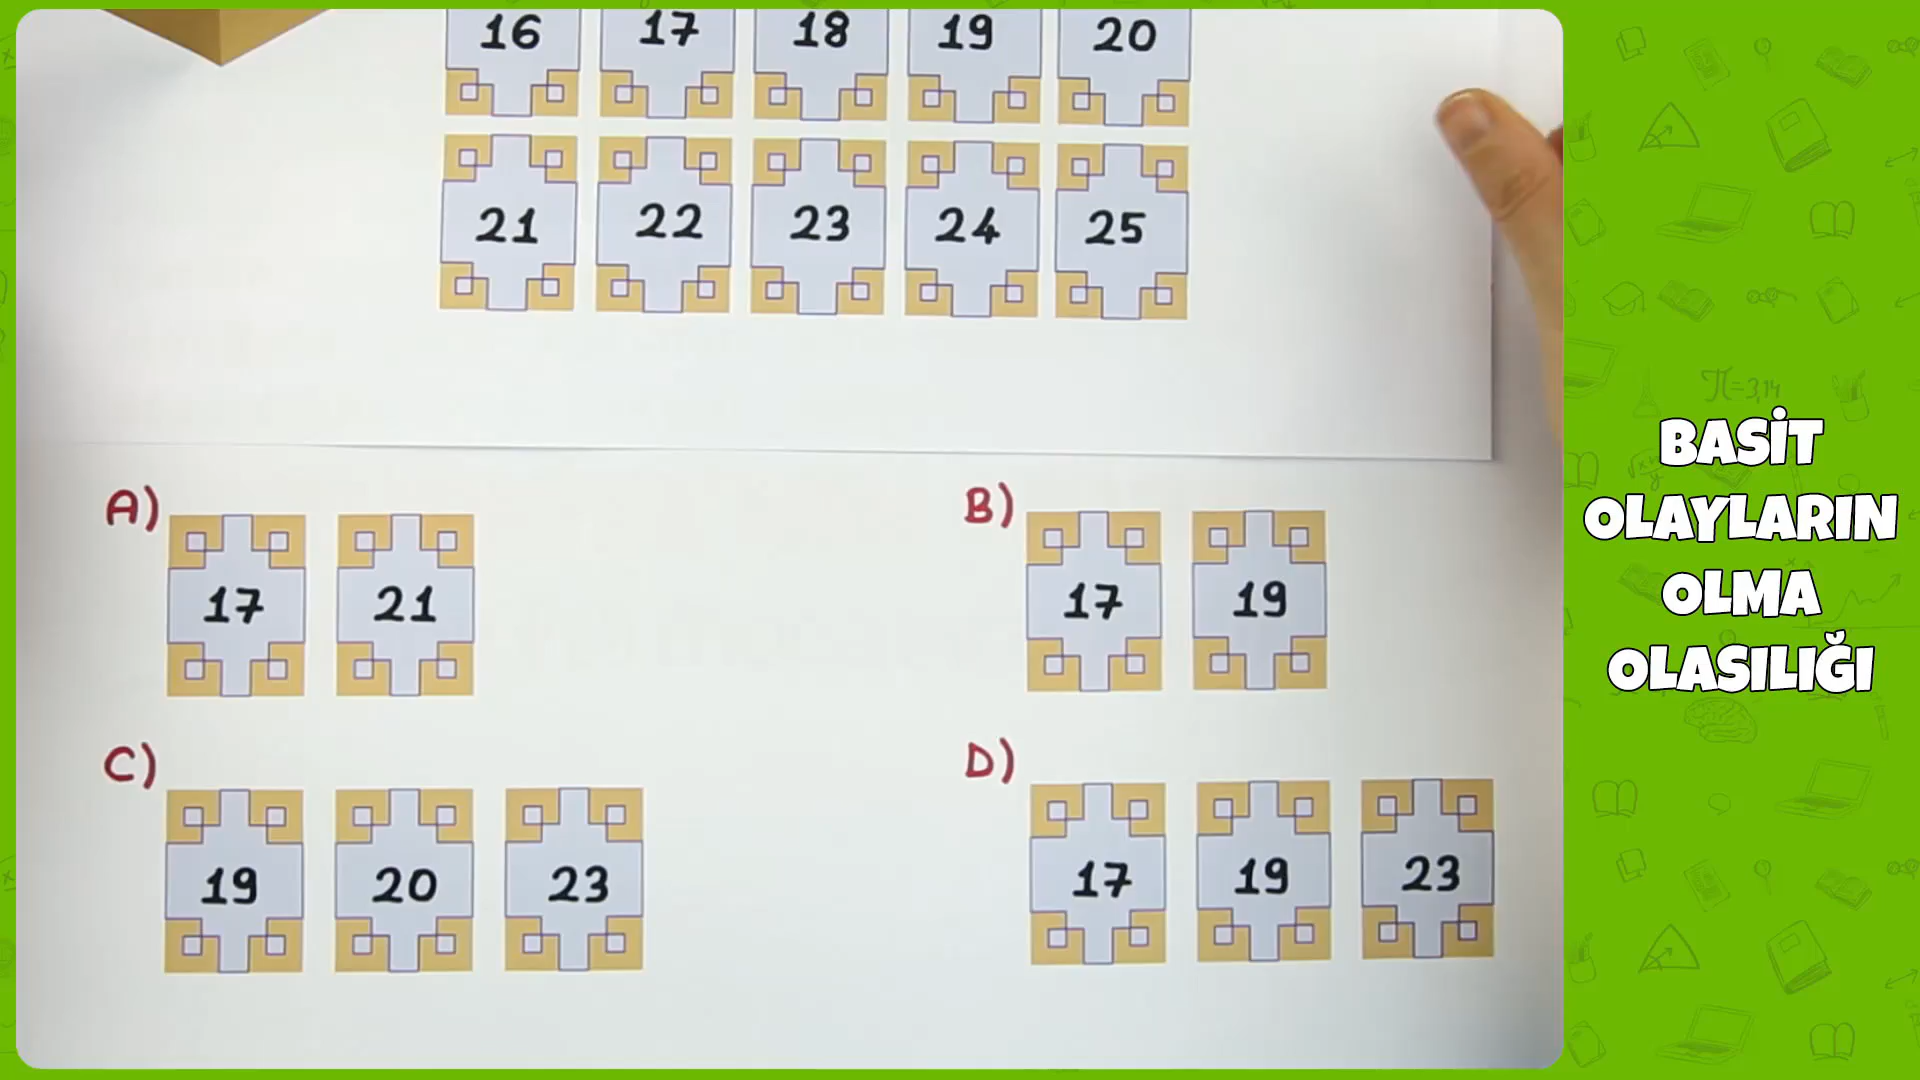 16 17 18 19 20
21 22 23 24 25
A) 17 21
B) 17 19
C) 19 20 23
D) 17 19 23
BASİT
OLAYLARIN
OLMA
OLASILIĞI
π=3,14